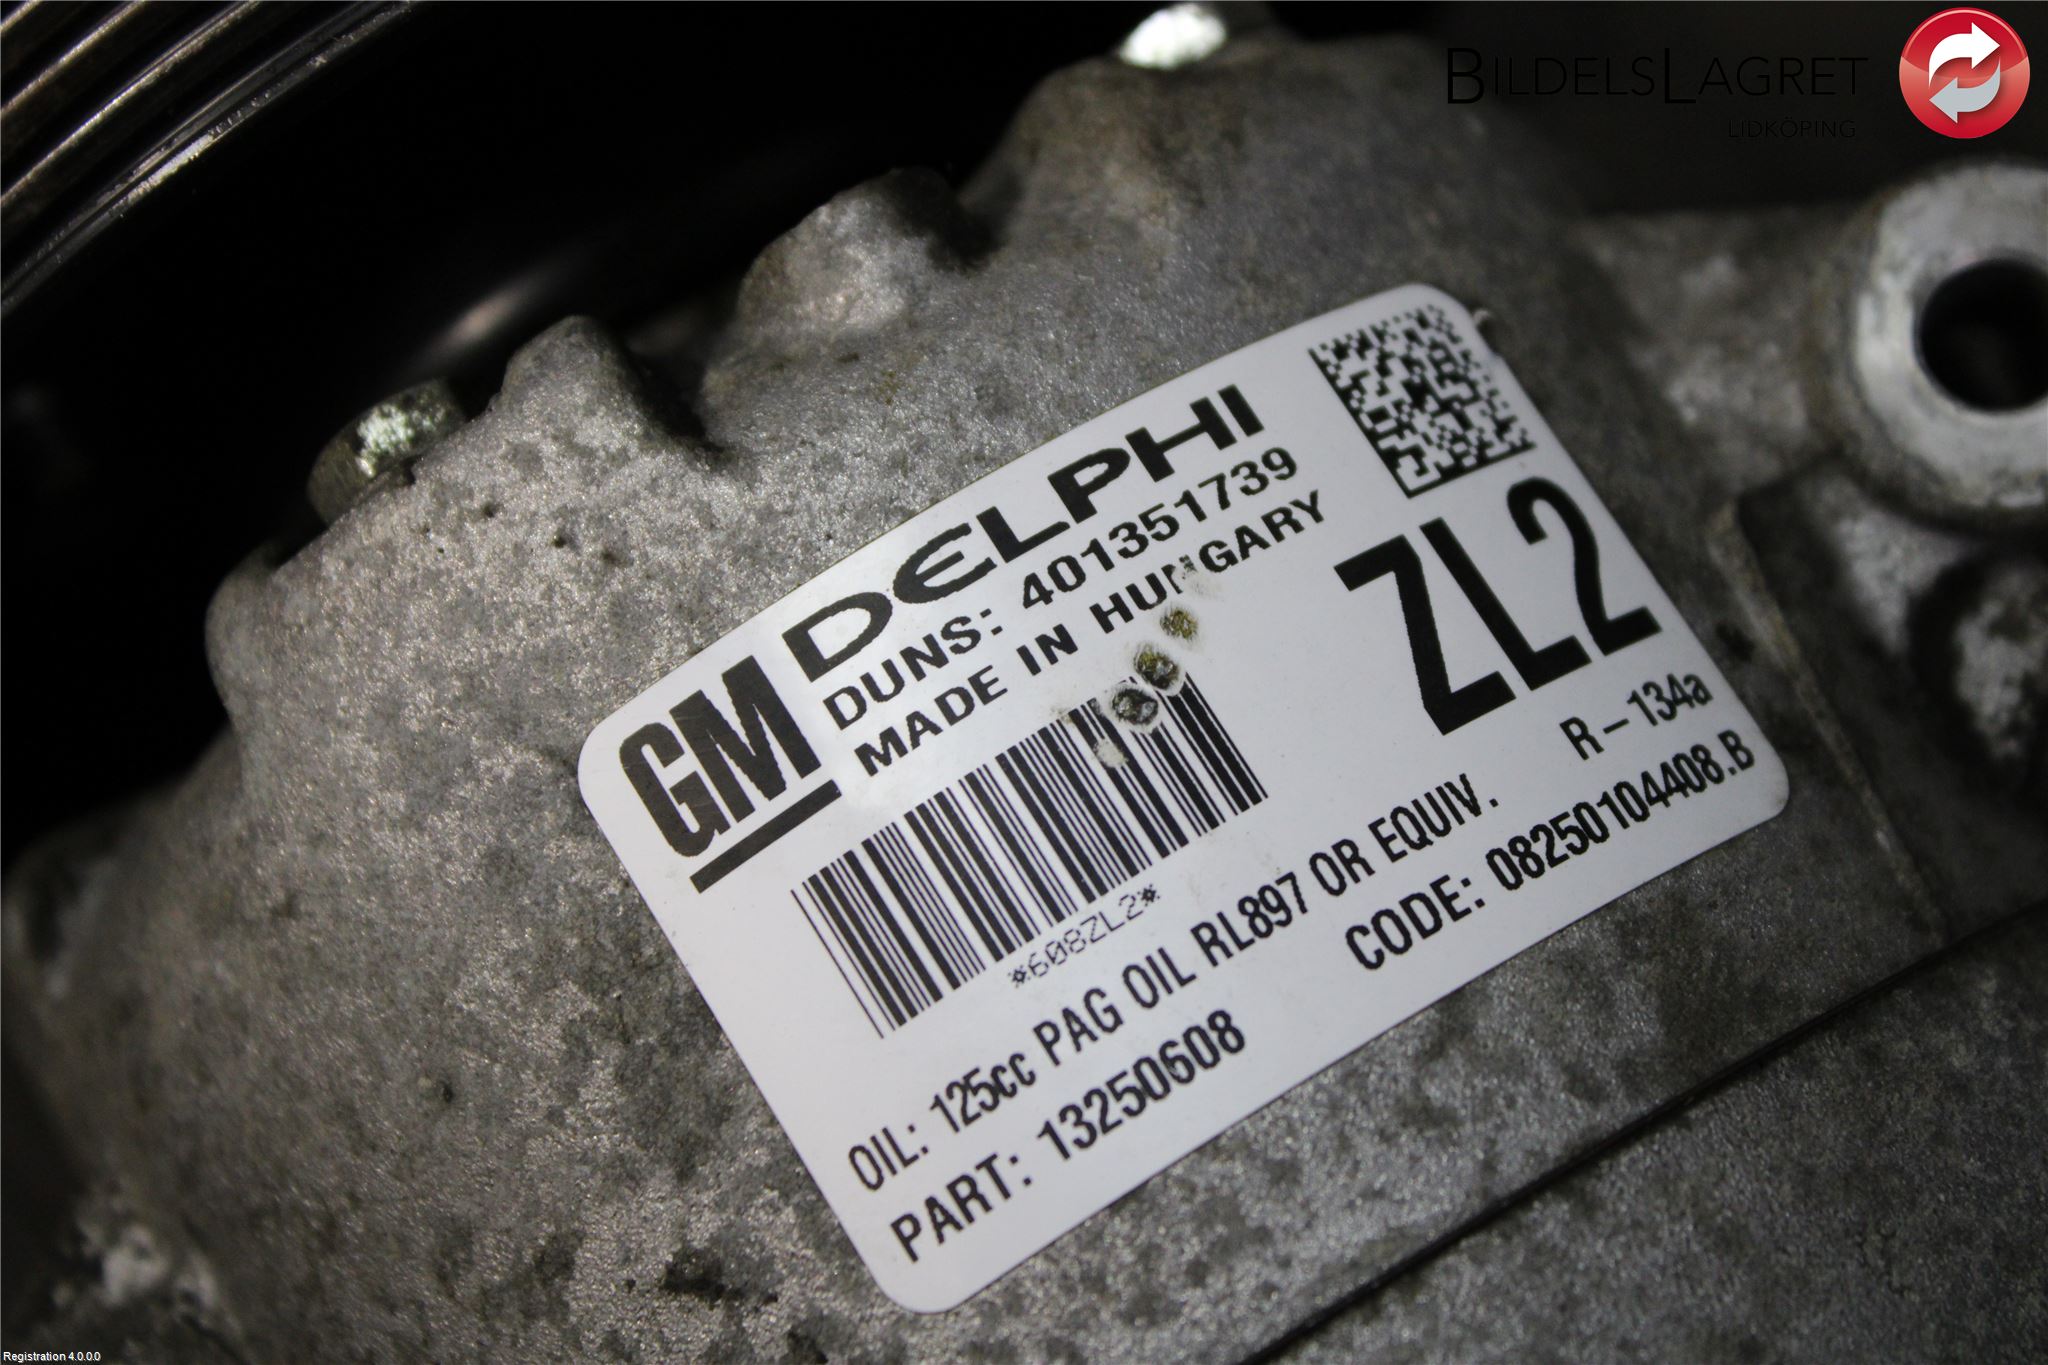 BILDELSLAGRET
LIDKÖPING
GM DELPHI
DUNS: 401351739
MADE IN HUNGARY
ZL2
*608ZL2*
R-134a
OIL: 125cc PAG OIL RL897 OR EQUIV.
CODE: 08250104408.B
PART: 13250608
Registration 4.0.0.0